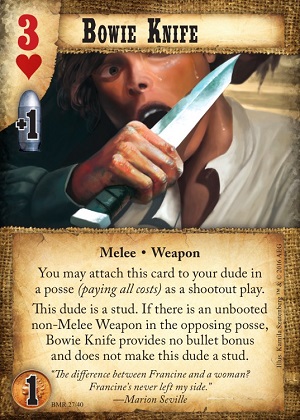 3
BOWIE KNIFE
+1
Melee • Weapon
You may attach this card to your dude in
a posse (paying all costs) as a shootout play.
This dude is a stud. If there is an unbooted
non-Melee Weapon in the opposing posse,
Bowie Knife provides no bullet bonus
and does not make this dude a stud.
"The difference between Francine and a woman?
Francine's never left my side."
—Marion Seville
1
BMR 27/40